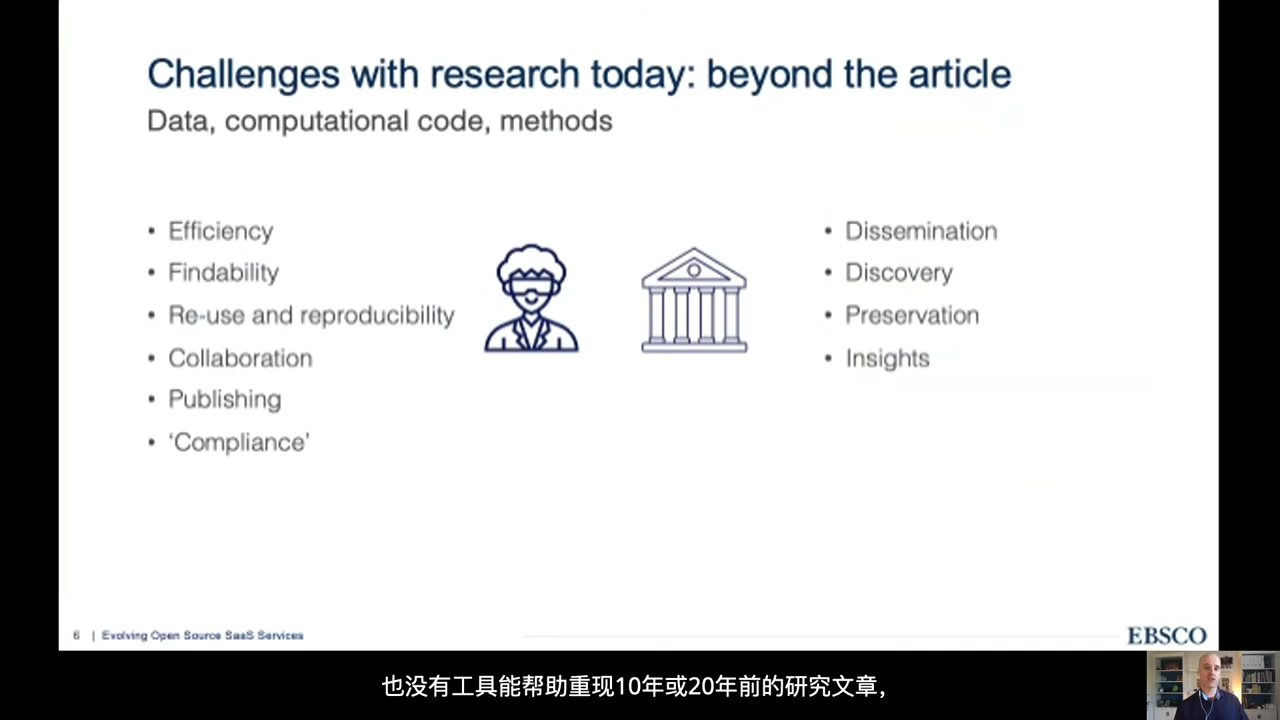 Challenges with research today: beyond the article
Data, computational code, methods
• Efficiency
• Findability
• Re-use and reproducibility
• Collaboration
• Publishing
• ‘Compliance’
• Dissemination
• Discovery
• Preservation
• Insights
6 | Evolving Open Source SaaS Services
EBSCO
也没有工具能帮助重现10年或20年前的研究文章，